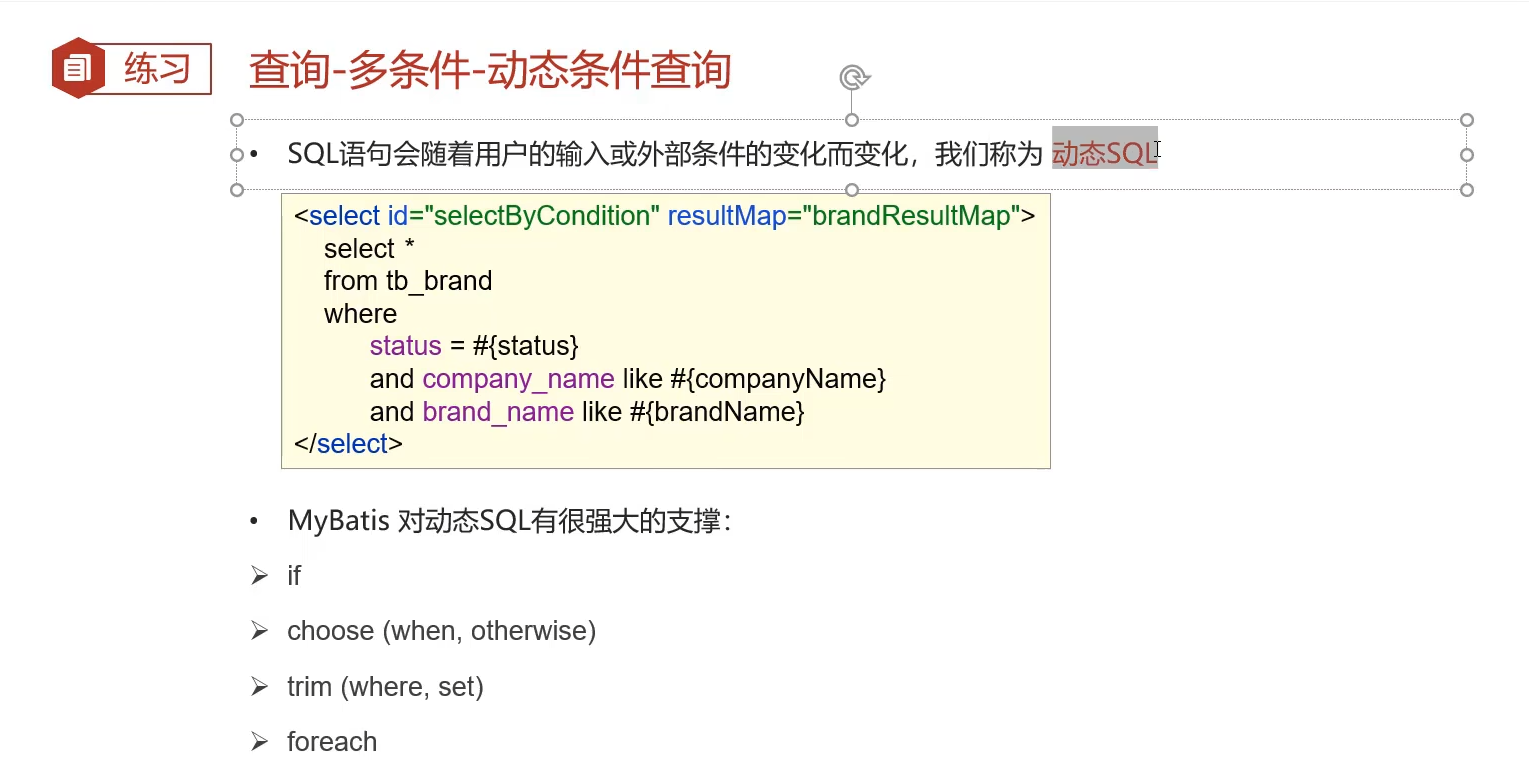 练习
查询-多条件-动态条件查询
• SQL语句会随着用户的输入或外部条件的变化而变化，我们称为 动态SQL
<select id="selectByCondition" resultMap="brandResultMap">
select *
from tb_brand
where
status = #{status}
and company_name like #{companyName}
and brand_name like #{brandName}
</select>
• MyBatis 对动态SQL有很强大的支撑：
➢ if
➢ choose (when, otherwise)
➢ trim (where, set)
➢ foreach